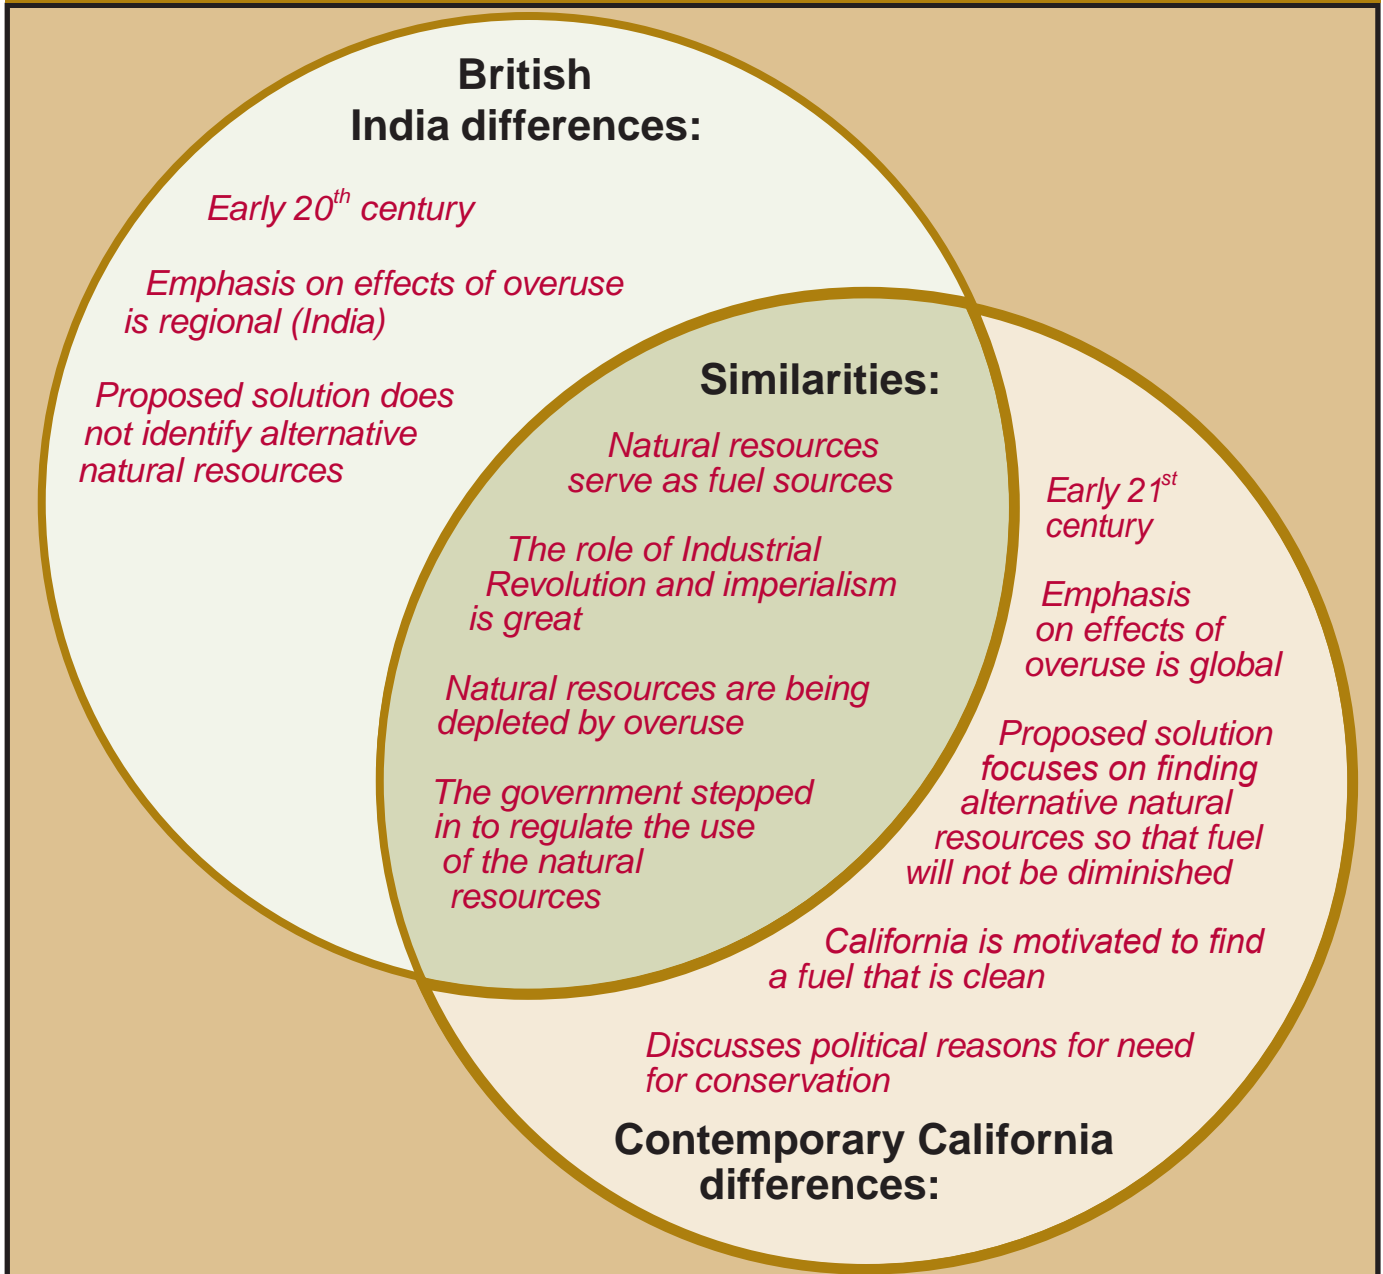 British
India differences:
Early 20th century
Emphasis on effects of overuse
is regional (India)
Proposed solution does
not identify alternative
natural resources
Similarities:
Natural resources
serve as fuel sources
The role of Industrial
Revolution and imperialism
is great
Natural resources are being
depleted by overuse
The government stepped
in to regulate the use
of the natural
resources
Early 21st
century
Emphasis
on effects of
overuse is global
Proposed solution
focuses on finding
alternative natural
resources so that fuel
will not be diminished
California is motivated to find
a fuel that is clean
Discusses political reasons for need
for conservation
Contemporary California
differences: